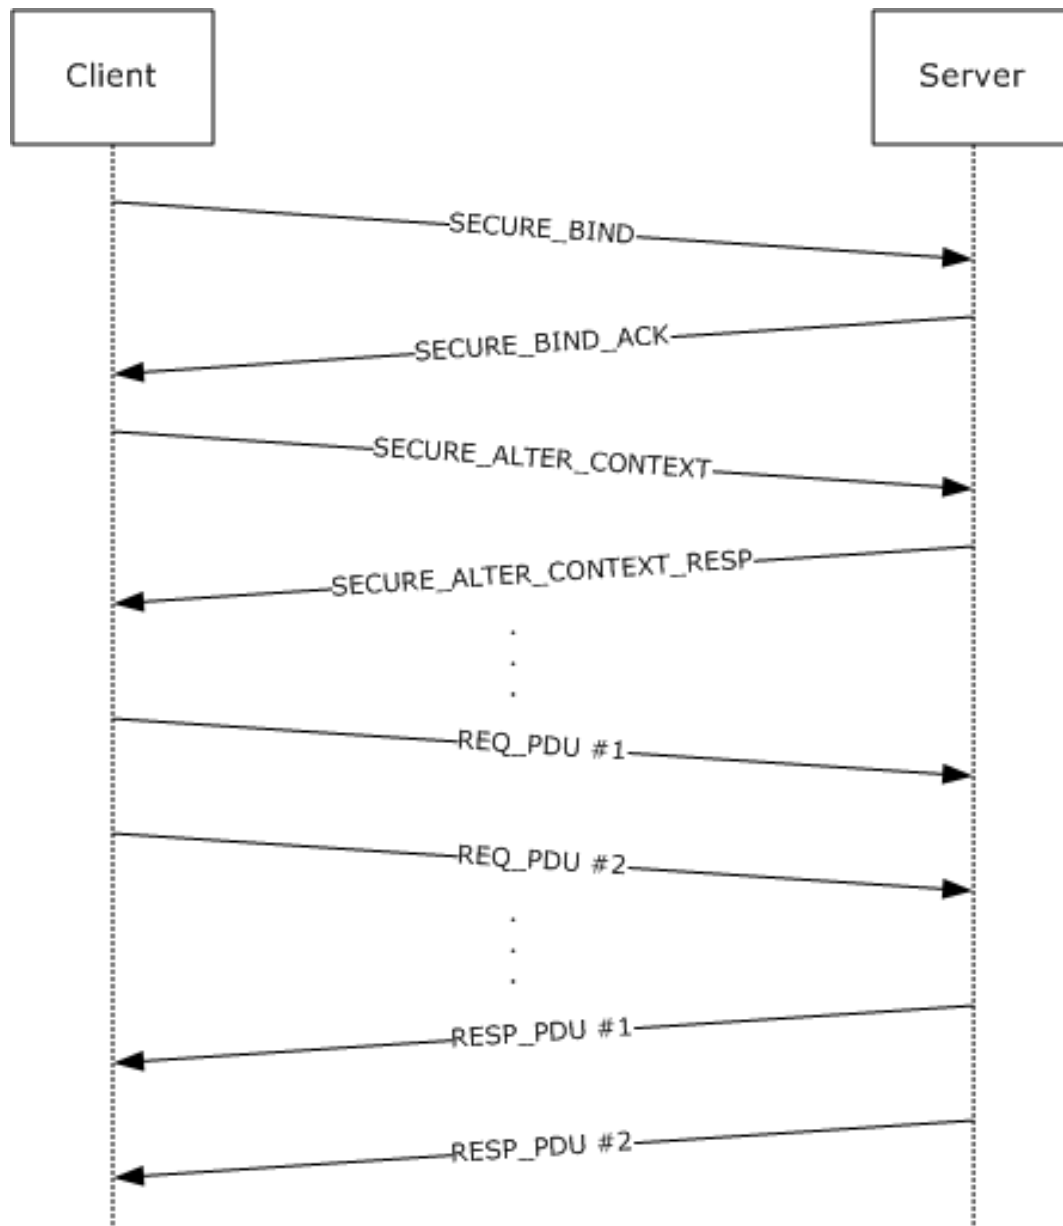 Client
Server
SECURE_BIND
SECURE_BIND_ACK
SECURE_ALTER_CONTEXT
SECURE_ALTER_CONTEXT_RESP
.
.
.
REQ_PDU #1
REQ_PDU #2
.
.
.
RESP_PDU #1
RESP_PDU #2